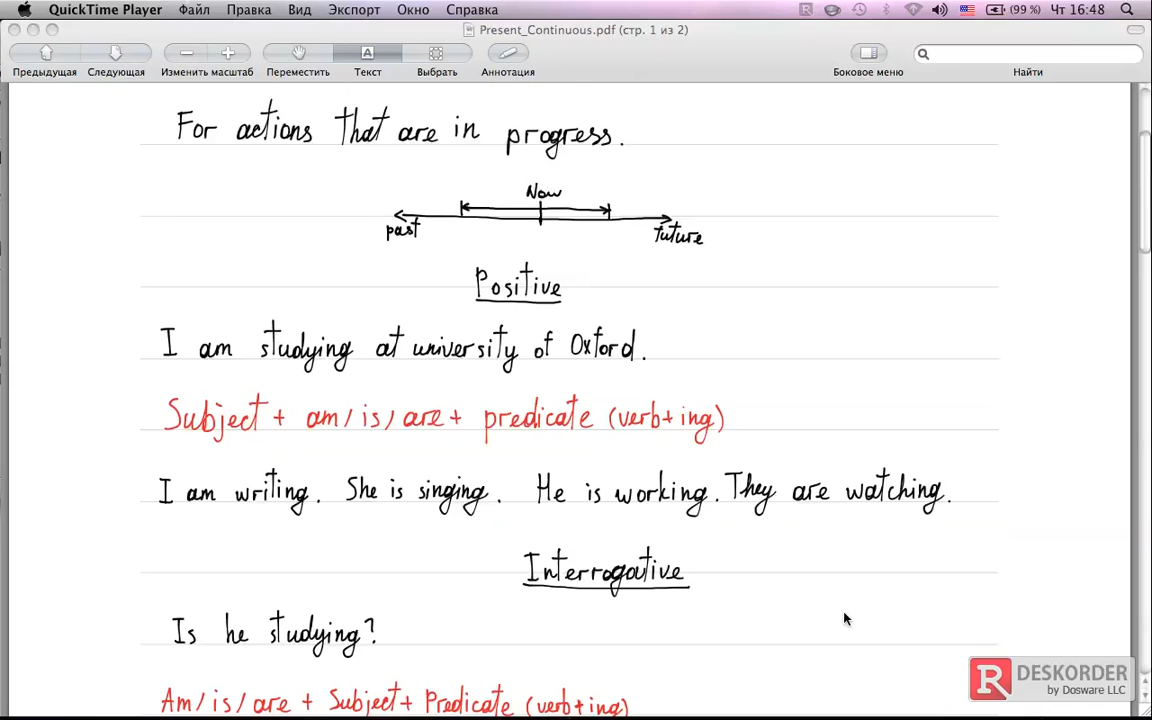 QuickTime Player Файл Правка Вид Экспорт Окно Справка (99 %) Чт 16:48
Present_Continuous.pdf (стр. 1 из 2)
Предыдущая Следующая Изменить масштаб Переместить Текст Выбрать Аннотация Боковое меню Найти
For actions that are in progress.
Now
past future
Positive
I am studying at university of Oxford.
Subject + am/is/are + predicate (verb+ing)
I am writing. She is singing. He is working. They are watching.
Interrogative
Is he studying?
Am/is/are + Subject + Predicate (verb+ing)
R DESKORDER
by Dosware LLC